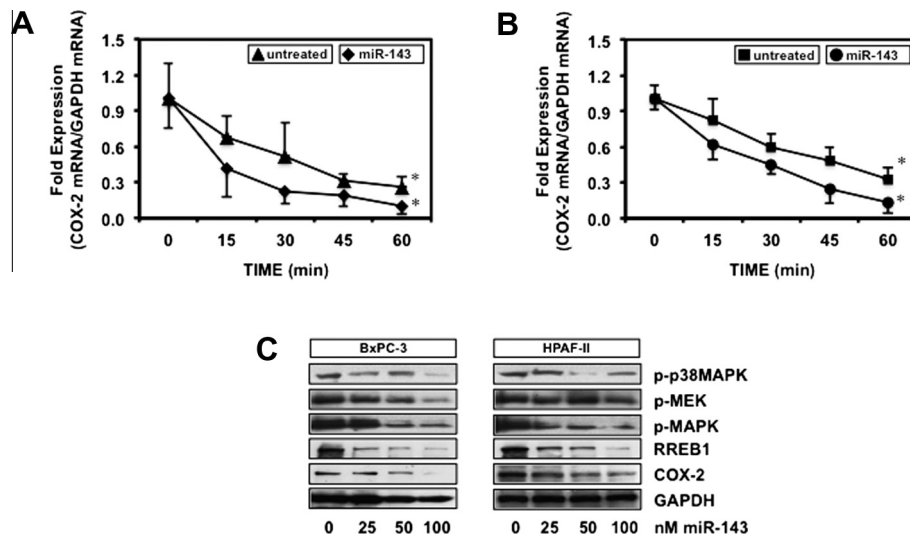 A
Fold Expression
(COX-2 mRNA/GAPDH mRNA)
1.5
1.2
0.9
0.6
0.3
0.0
untreated miR-143
*
*
0 15 30 45 60
TIME (min)
B
Fold Expression
(COX-2 mRNA/GAPDH mRNA)
1.5
1.2
0.9
0.6
0.3
0.0
untreated miR-143
*
*
0 15 30 45 60
TIME (min)
C
BxPC-3 HPAF-II
p-p38MAPK
p-MEK
p-MAPK
RREB1
COX-2
GAPDH
0 25 50 100 0 25 50 100 nM miR-143